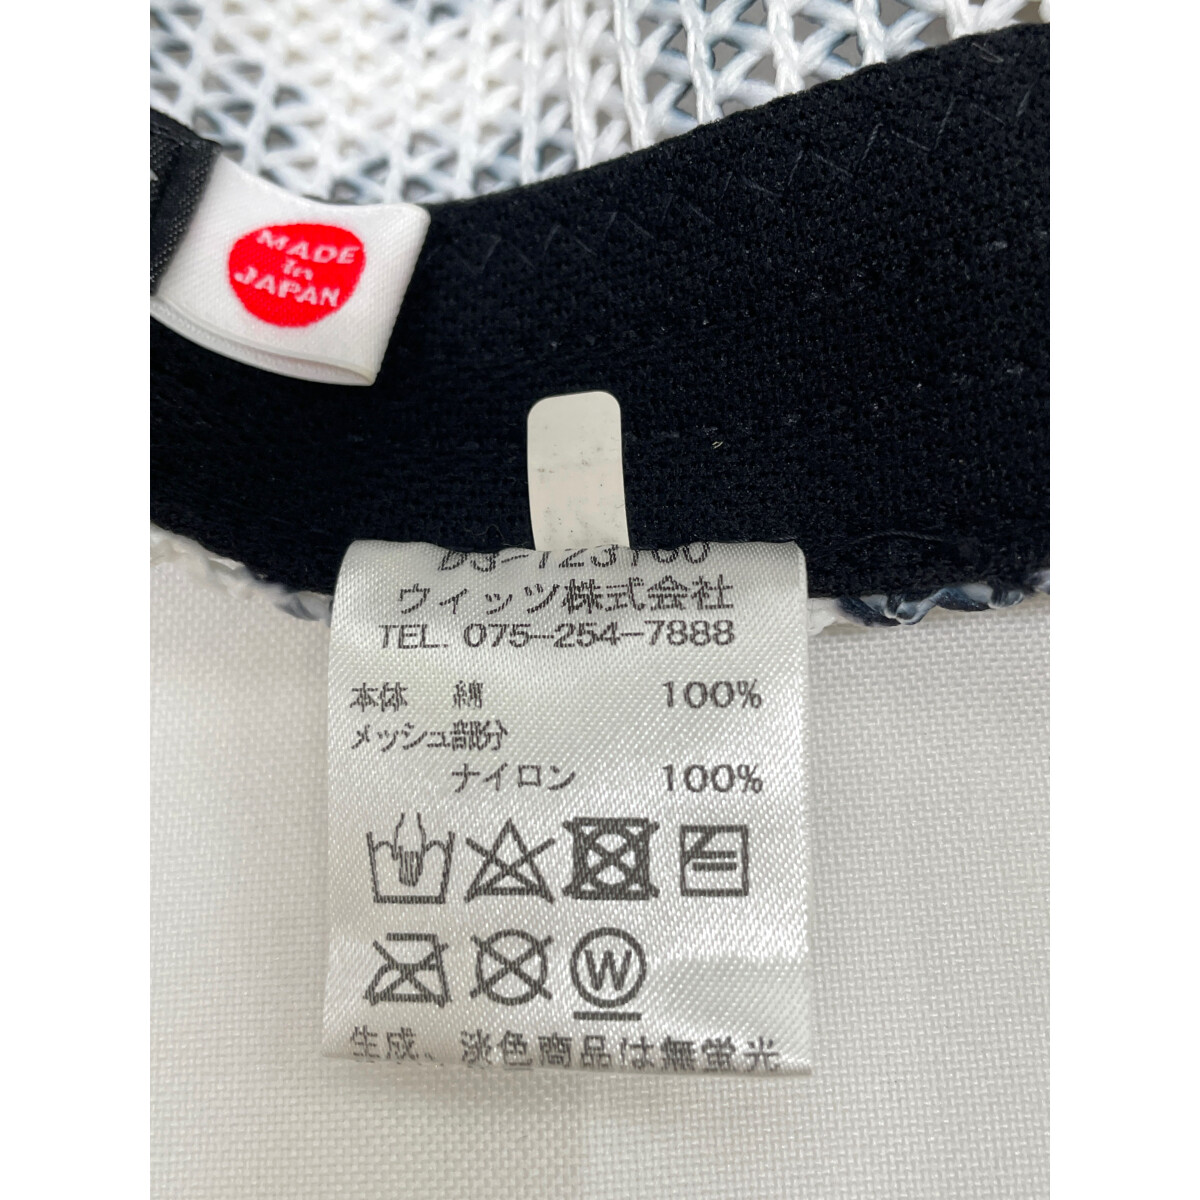 MADE
in
JAPAN
ウィッツ株式会社
TEL. 075-254-7888
本体 綿 100%
メッシュ部分
ナイロン 100%
W
生成、淡色商品は無蛍光